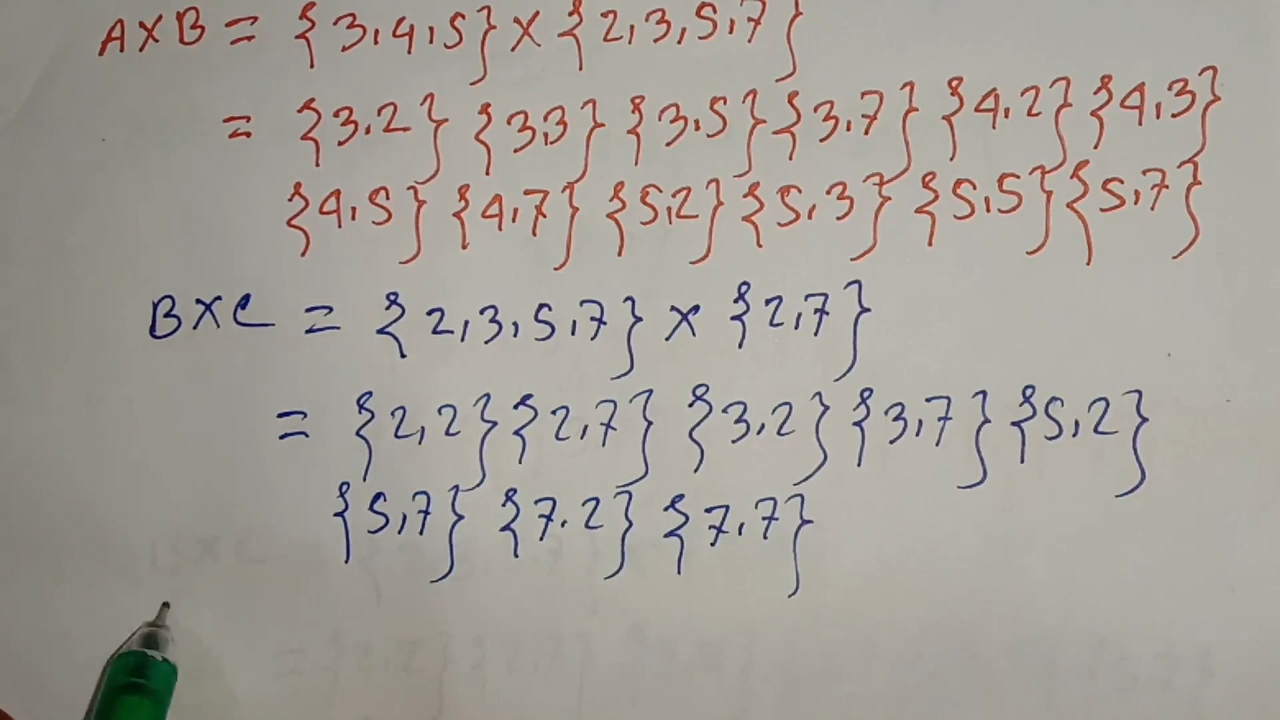 A×B = {3,4,5} × {2,3,5,7}
= {3,2} {3,3} {3,5} {3,7} {4,2} {4,3}
{4,5} {4,7} {5,2} {5,3} {5,5} {5,7}
B×C = {2,3,5,7} × {2,7}
= {2,2} {2,7} {3,2} {3,7} {5,2}
{5,7} {7,2} {7,7}